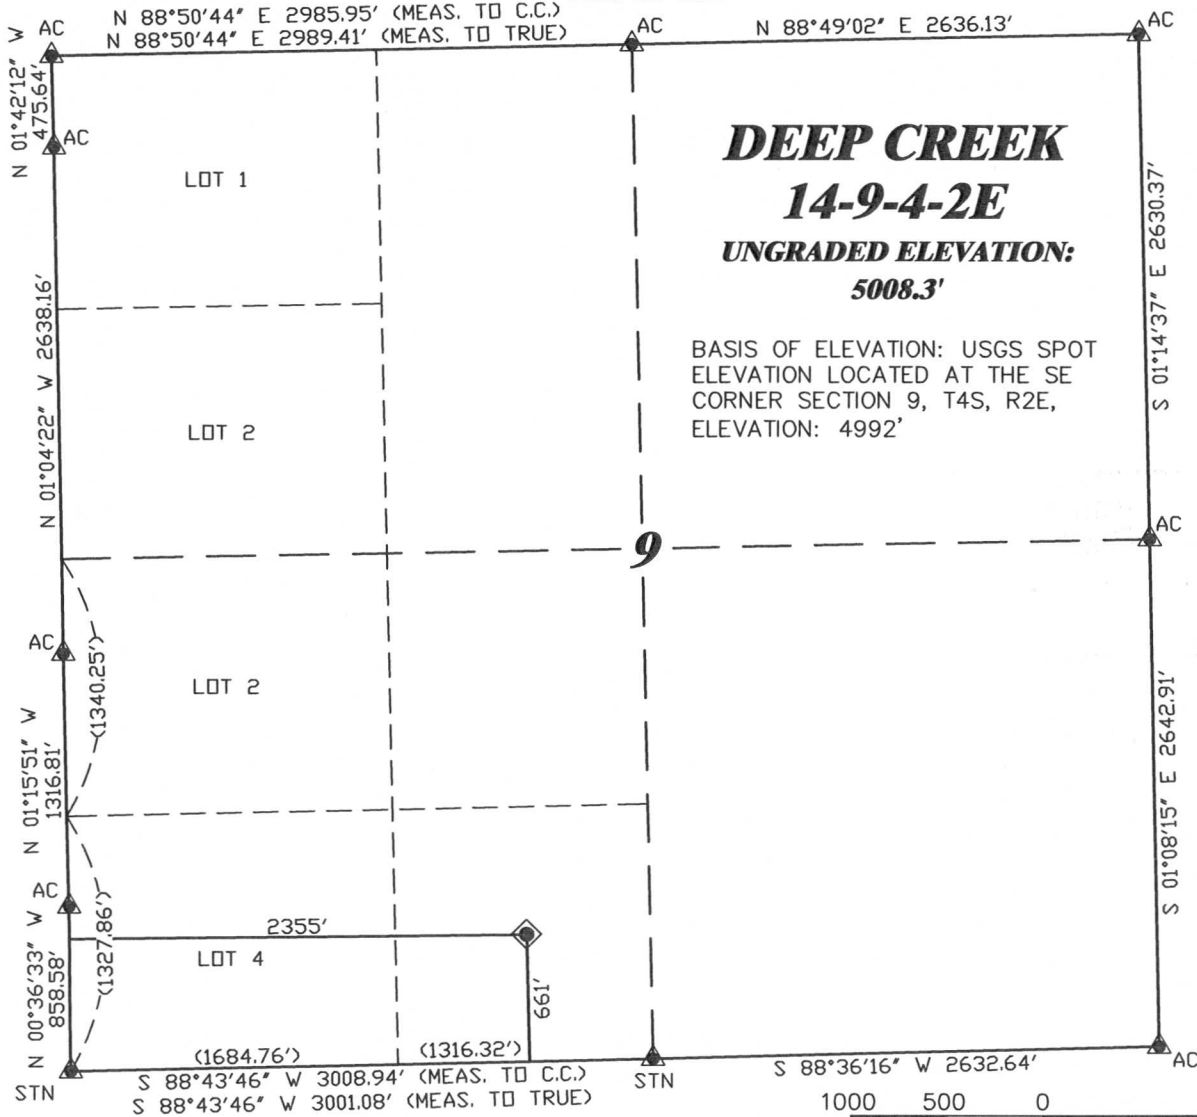 N 88°50'44" E 2985.95' (MEAS. TO C.C.)
N 88°50'44" E 2989.41' (MEAS. TO TRUE)
N 88°49'02" E 2636.13'
AC
AC
AC
N 01°42'12" W
475.64'
AC
LOT 1
DEEP CREEK
14-9-4-2E
UNGRADED ELEVATION:
5008.3'
S 01°14'37" E 2630.37'
BASIS OF ELEVATION: USGS SPOT
ELEVATION LOCATED AT THE SE
CORNER SECTION 9, T4S, R2E,
ELEVATION: 4992'
N 01°04'22" W 2638.16'
LOT 2
9
AC
AC
(1340.25')
LOT 2
N 01°15'51" W
1316.81'
S 01°08'15" E 2642.91'
AC
(1327.86')
2355'
LOT 4
661'
N 00°36'33" W
858.58'
(1684.76')
(1316.32')
STN
S 88°43'46" W 3008.94' (MEAS. TO C.C.)
S 88°43'46" W 3001.08' (MEAS. TO TRUE)
STN
S 88°36'16" W 2632.64'
AC
1000 500 0